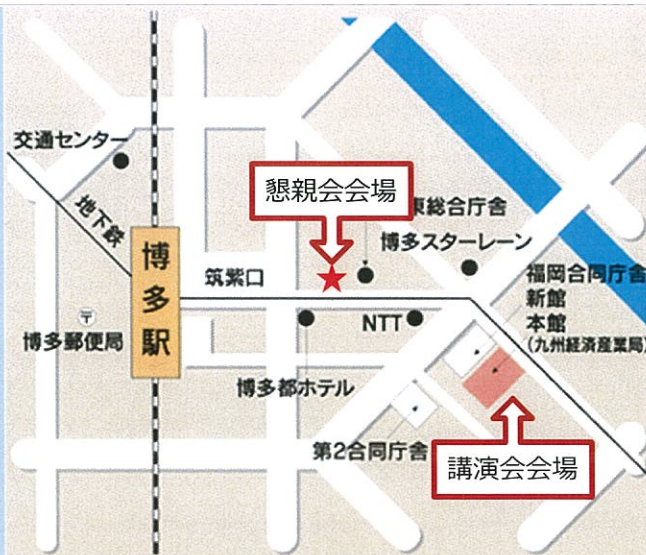 交通センター
懇親会会場
東総合庁舎
地下鉄
博多スターレーン
博多駅
筑紫口
福岡合同庁舎
新館
本館
(九州経済産業局)
〒
博多郵便局
NTT
博多都ホテル
第2合同庁舎
講演会会場